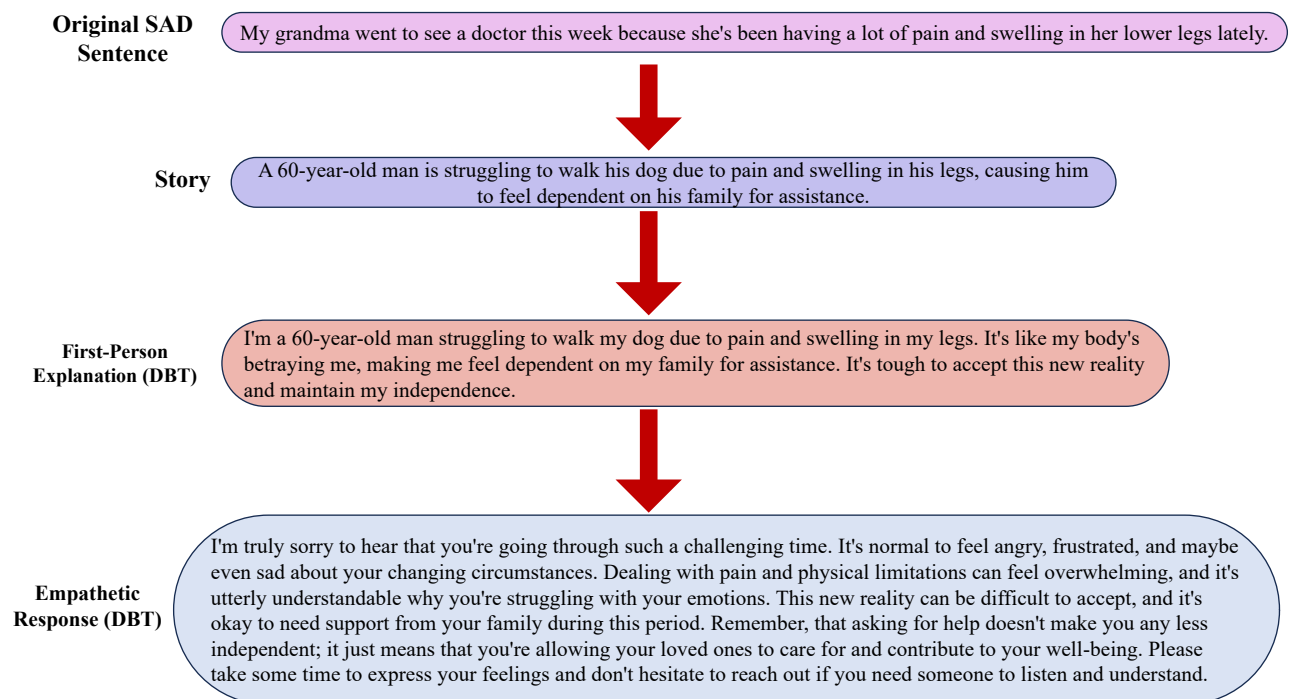 Original SAD
Sentence
My grandma went to see a doctor this week because she's been having a lot of pain and swelling in her lower legs lately.
Story
A 60-year-old man is struggling to walk his dog due to pain and swelling in his legs, causing him
to feel dependent on his family for assistance.
First-Person
Explanation (DBT)
I'm a 60-year-old man struggling to walk my dog due to pain and swelling in my legs. It's like my body's
betraying me, making me feel dependent on my family for assistance. It's tough to accept this new reality
and maintain my independence.
Empathetic
Response (DBT)
I'm truly sorry to hear that you're going through such a challenging time. It's normal to feel angry, frustrated, and maybe
even sad about your changing circumstances. Dealing with pain and physical limitations can feel overwhelming, and it's
utterly understandable why you're struggling with your emotions. This new reality can be difficult to accept, and it's
okay to need support from your family during this period. Remember, that asking for help doesn't make you any less
independent; it just means that you're allowing your loved ones to care for and contribute to your well-being. Please
take some time to express your feelings and don't hesitate to reach out if you need someone to listen and understand.